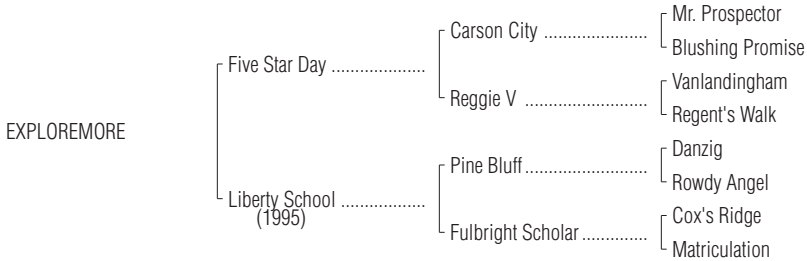 Mr. Prospector
Carson City ......................
Blushing Promise
Five Star Day ....................
Vanlandingham
Reggie V ..........................
Regent's Walk
EXPLOREMORE
Danzig
Pine Bluff..........................
Rowdy Angel
Liberty School ..................
(1995)
Cox's Ridge
Fulbright Scholar..............
Matriculation